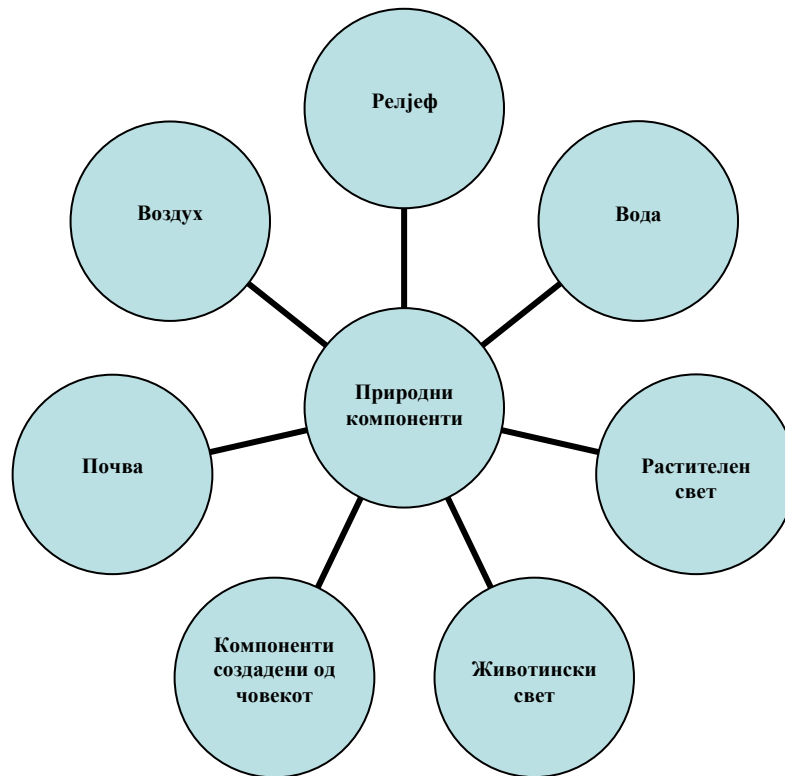 Релјеф
Воздух
Вода
Природни
компоненти
Почва
Растителен
свет
Компоненти
создадени од
човекот
Животински
свет